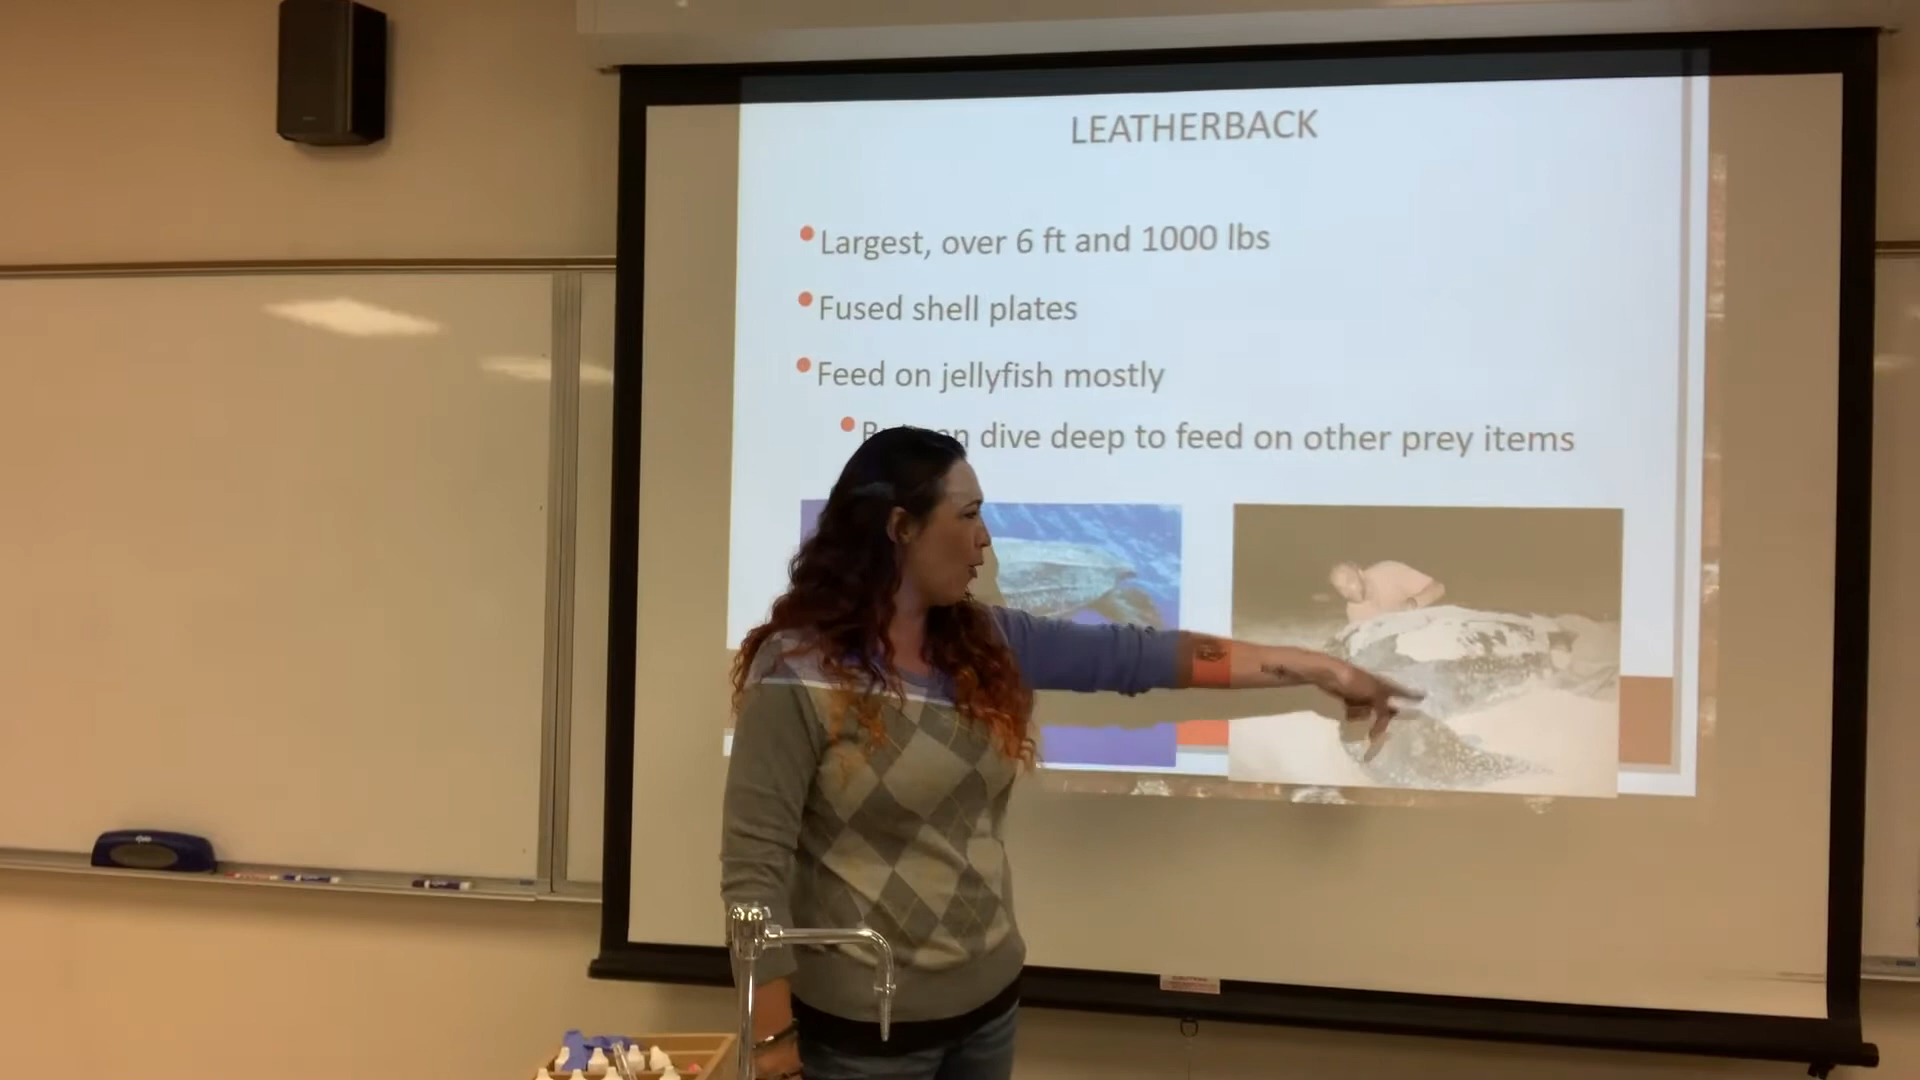 LEATHERBACK
Largest, over 6 ft and 1000 lbs
Fused shell plates
Feed on jellyfish mostly
dive deep to feed on other prey items